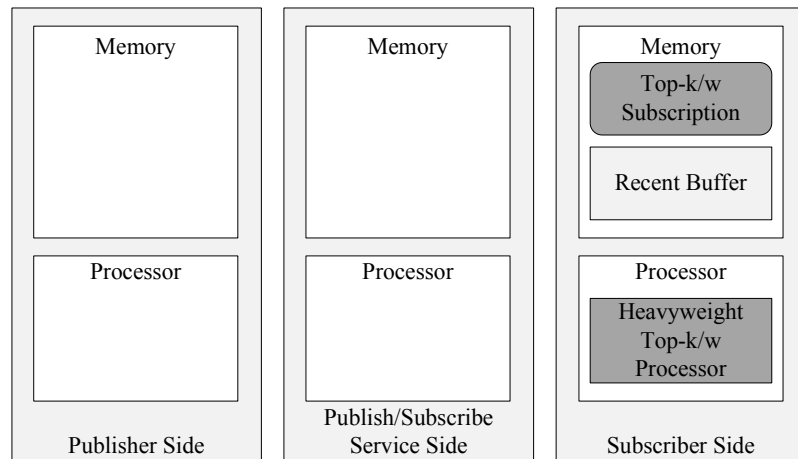 Memory
Processor
Publisher Side
Memory
Processor
Publish/Subscribe
Service Side
Memory
Top-k/w
Subscription
Recent Buffer
Processor
Heavyweight
Top-k/w
Processor
Subscriber Side